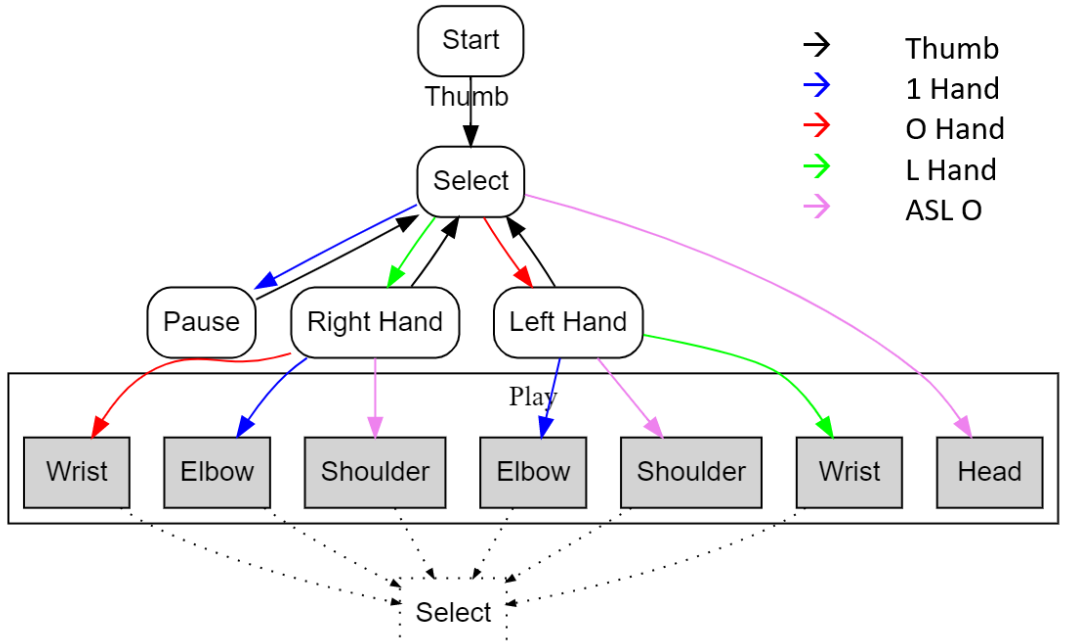 Start
Thumb
Select
Thumb
1 Hand
O Hand
L Hand
ASL O
Pause
Right Hand
Left Hand
Play
Wrist
Elbow
Shoulder
Elbow
Shoulder
Wrist
Head
Select